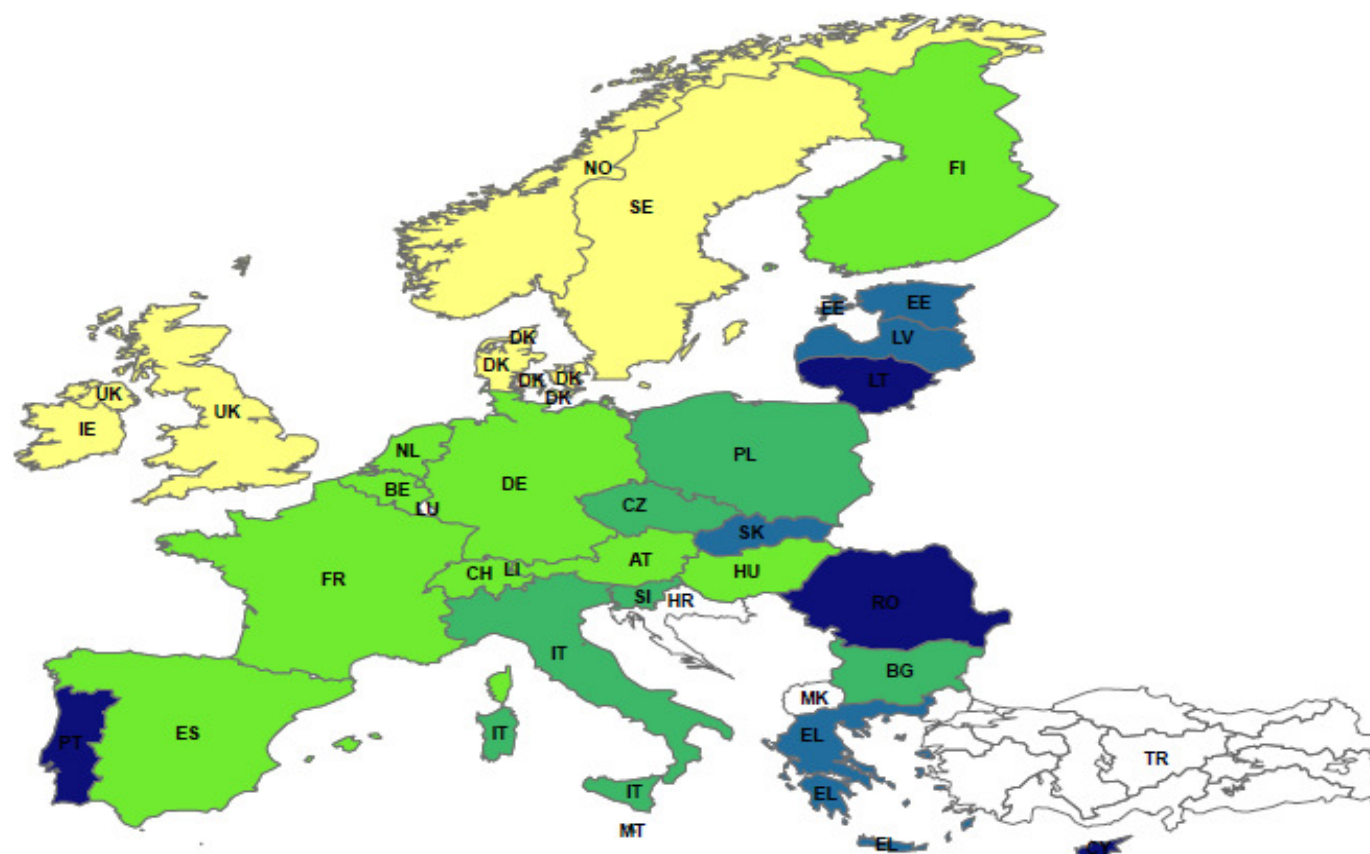 NO
FI
SE
EE
EE
DK
LV
DK
DK
DK
LT
UK
DK
UK
IE
NL
PL
BE
DE
CZ
LU
SK
AT
LI
CH
HU
FR
SI
HR
RO
IT
BG
MK
ES
IT
EL
PT
TR
IT
EL
MT
EL
CY